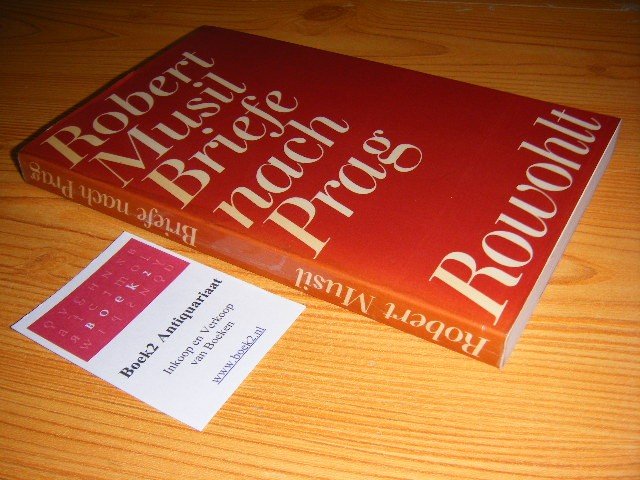 Robert
Musil
Briefe
nach
Prag
Rowohlt
Robert Musil Briefe nach Prag
BOEK2
Boek2 Antiquariaat
Inkoop en Verkoop
van Boeken
www.boek2.nl